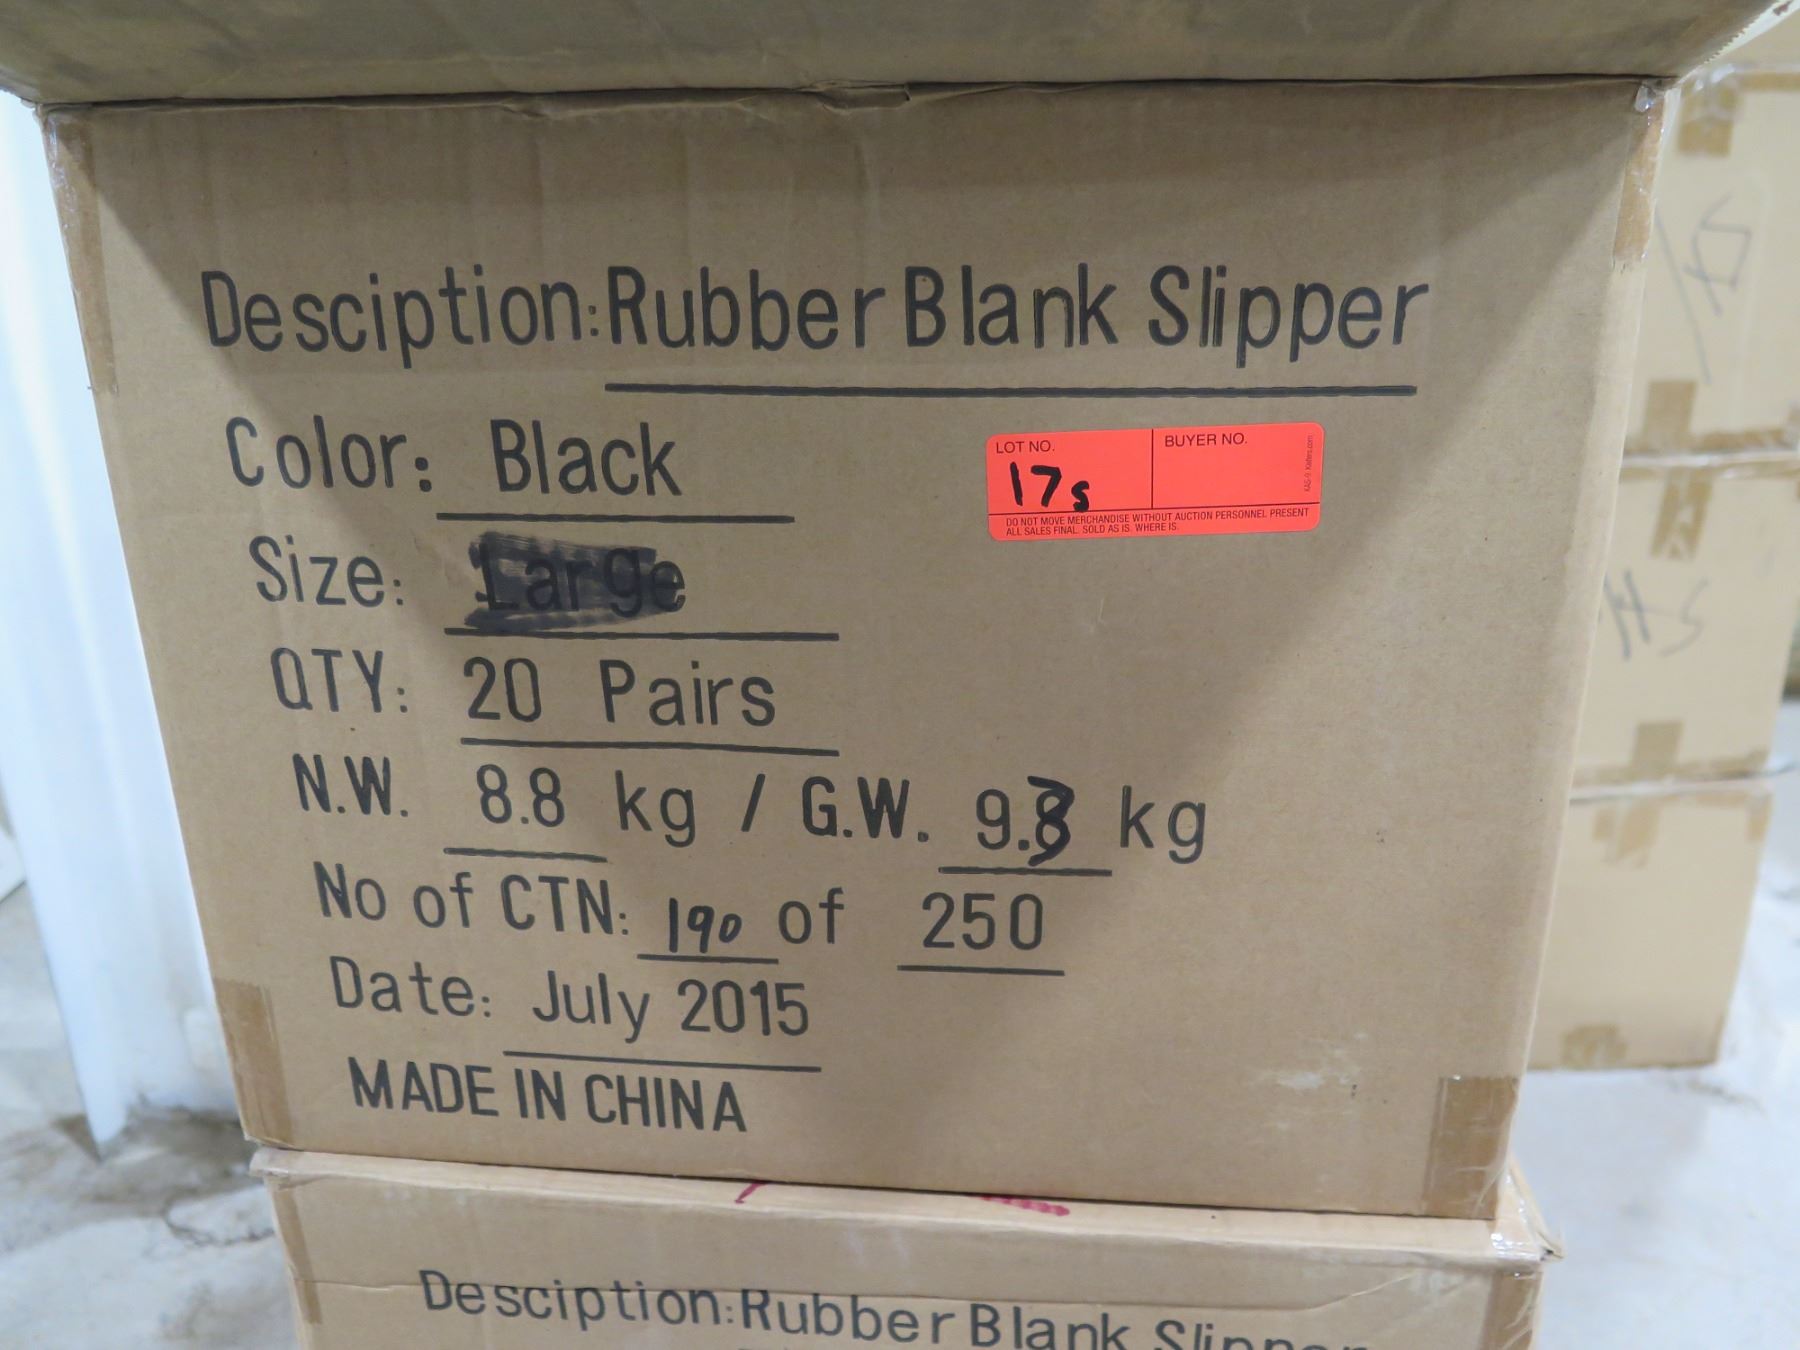 Desciption: Rubber Blank Slipper
Color: Black
LOT NO. 17s
BUYER NO.
DO NOT MOVE MERCHANDISE WITHOUT AUCTION PERSONNEL PRESENT
ALL SALES FINAL. SOLD AS IS. WHERE IS.
Size: Large
QTY: 20 Pairs
N.W. 8.8 kg / G.W. 9.3 kg
No of CTN: 190 of 250
Date: July 2015
MADE IN CHINA
Desciption: Rubber Blank Slipper